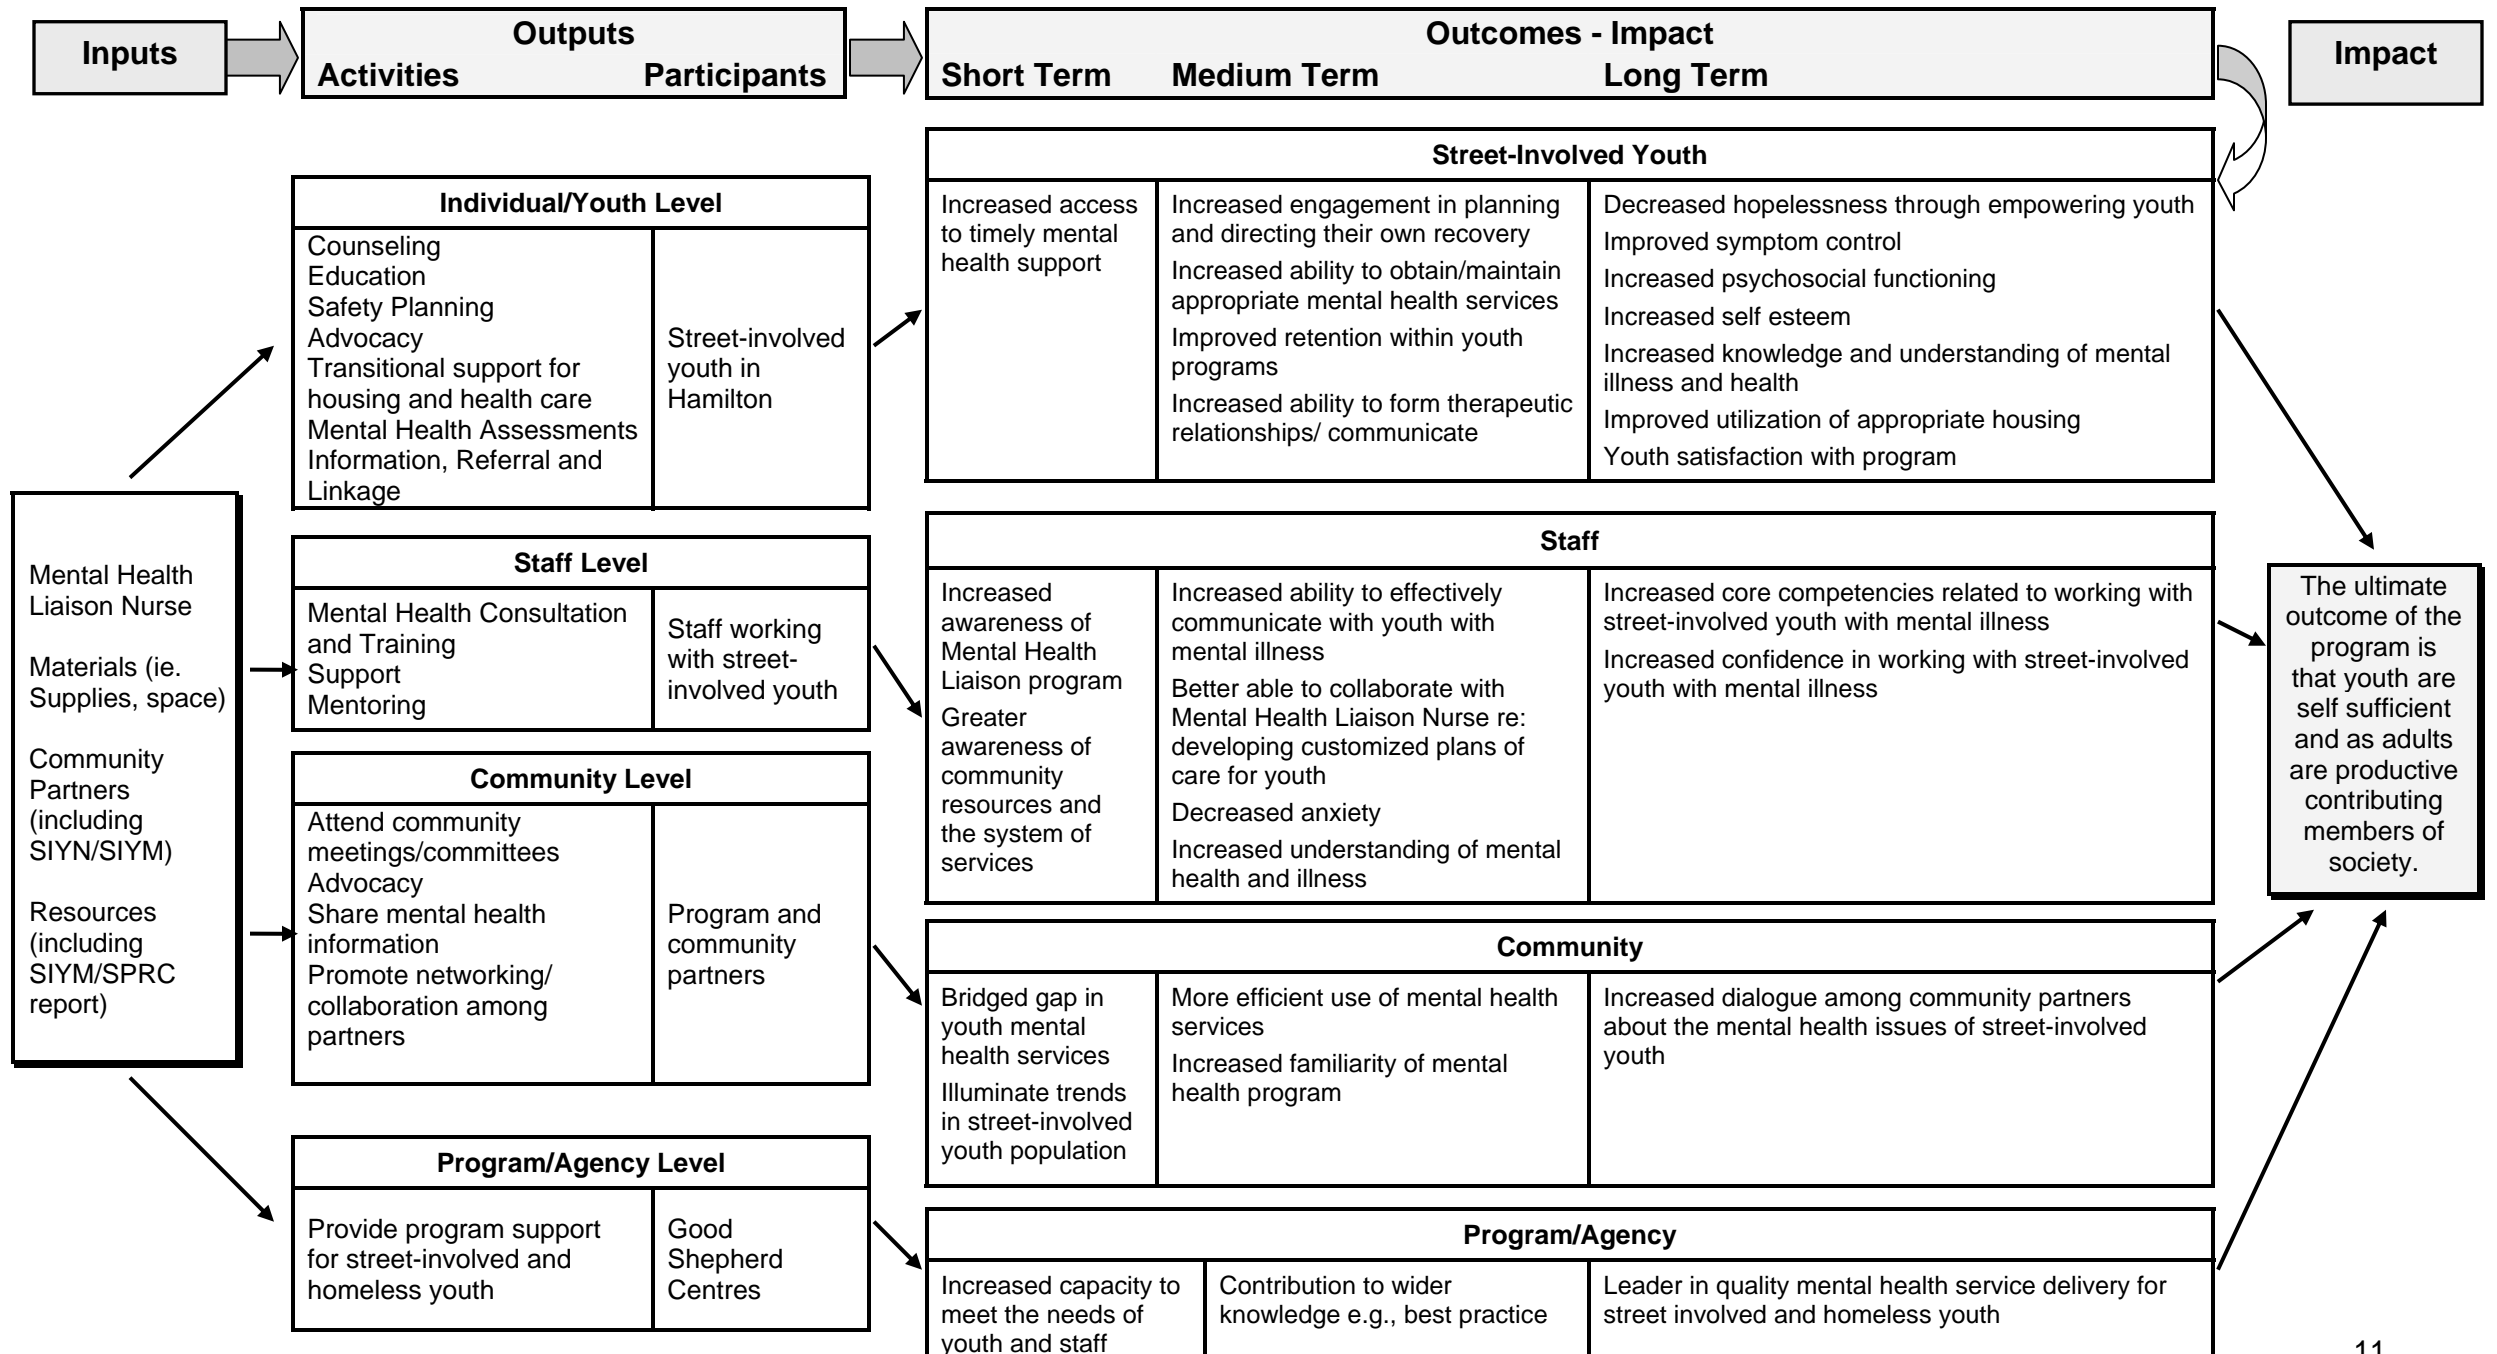 Inputs
Outputs
Activities Participants
Outcomes - Impact
Short Term Medium Term Long Term
Impact
Mental Health
Liaison Nurse
Materials (ie.
Supplies, space)
Community
Partners
(including
SIYN/SIYM)
Resources
(including
SIYM/SPRC
report)
Individual/Youth Level
Counseling
Education
Safety Planning
Advocacy
Transitional support for
housing and health care
Mental Health Assessments
Information, Referral and
Linkage
Street-involved
youth in
Hamilton
Staff Level
Mental Health Consultation
and Training
Support
Mentoring
Staff working
with street-
involved youth
Community Level
Attend community
meetings/committees
Advocacy
Share mental health
information
Promote networking/
collaboration among
partners
Program and
community
partners
Program/Agency Level
Provide program support
for street-involved and
homeless youth
Good
Shepherd
Centres
Street-Involved Youth
Increased access
to timely mental
health support
Increased engagement in planning
and directing their own recovery
Increased ability to obtain/maintain
appropriate mental health services
Improved retention within youth
programs
Increased ability to form therapeutic
relationships/ communicate
Decreased hopelessness through empowering youth
Improved symptom control
Increased psychosocial functioning
Increased self esteem
Increased knowledge and understanding of mental
illness and health
Improved utilization of appropriate housing
Youth satisfaction with program
Staff
Increased
awareness of
Mental Health
Liaison program
Greater
awareness of
community
resources and
the system of
services
Increased ability to effectively
communicate with youth with
mental illness
Better able to collaborate with
Mental Health Liaison Nurse re:
developing customized plans of
care for youth
Decreased anxiety
Increased understanding of mental
health and illness
Increased core competencies related to working with
street-involved youth with mental illness
Increased confidence in working with street-involved
youth with mental illness
Community
Bridged gap in
youth mental
health services
Illuminate trends
in street-involved
youth population
More efficient use of mental health
services
Increased familiarity of mental
health program
Increased dialogue among community partners
about the mental health issues of street-involved
youth
Program/Agency
Increased capacity to
meet the needs of
youth and staff
Contribution to wider
knowledge e.g., best practice
Leader in quality mental health service delivery for
street involved and homeless youth
The ultimate
outcome of the
program is
that youth are
self sufficient
and as adults
are productive
contributing
members of
society.
11